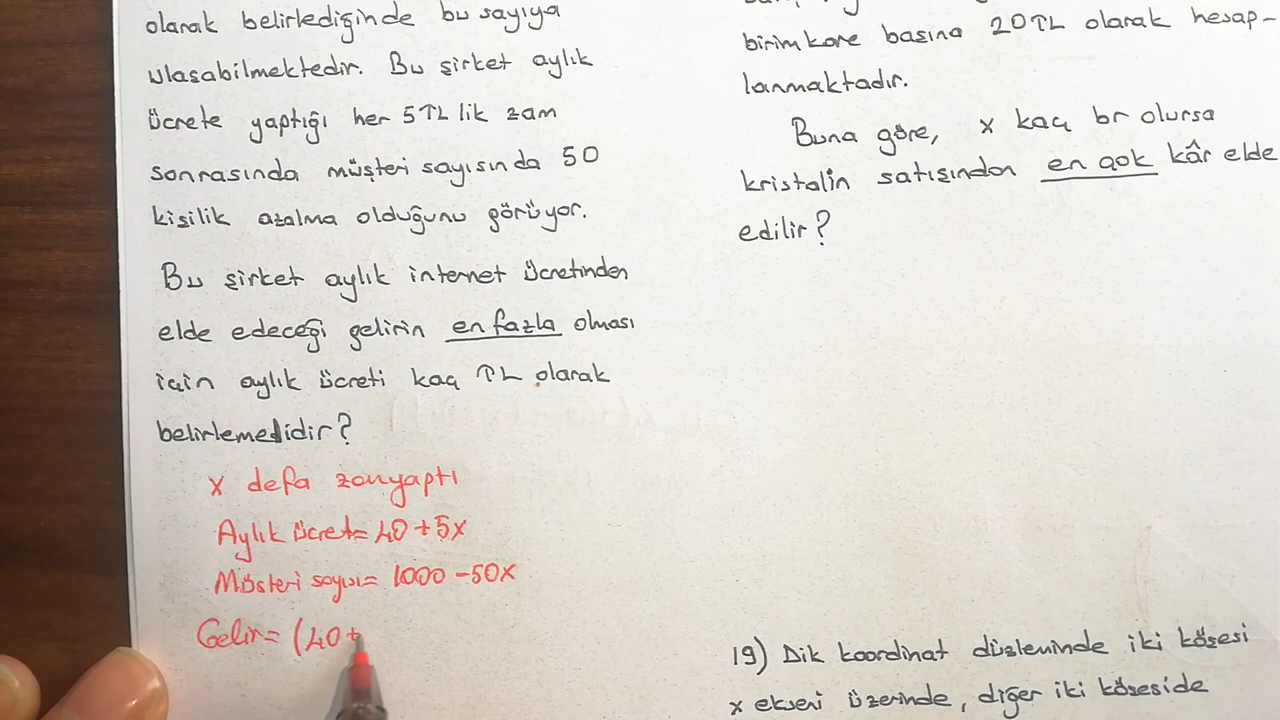 olarak belirlediğinde bu sayıya
ulaşabilmektedir. Bu şirket aylık
ücrete yaptığı her 5TL lik zam
sonrasında müşteri sayısında 50
kişilik azalma olduğunu görüyor.
Bu şirket aylık internet ücretinden
elde edeceği gelirin en fazla olması
için aylık ücreti kaç TL olarak
belirlemelidir?
x defa zam yaptı
Aylık ücret= 40+5x
Müşteri sayısı= 1000-50x
Gelir= (40+
birimkare başına 20TL olarak hesap-
lanmaktadır.
Buna göre, x kaç br olursa
kristalin satışından en çok kâr elde
edilir?
19) Dik koordinat düzleminde iki köşesi
x ekseni üzerinde, diğer iki köşeside